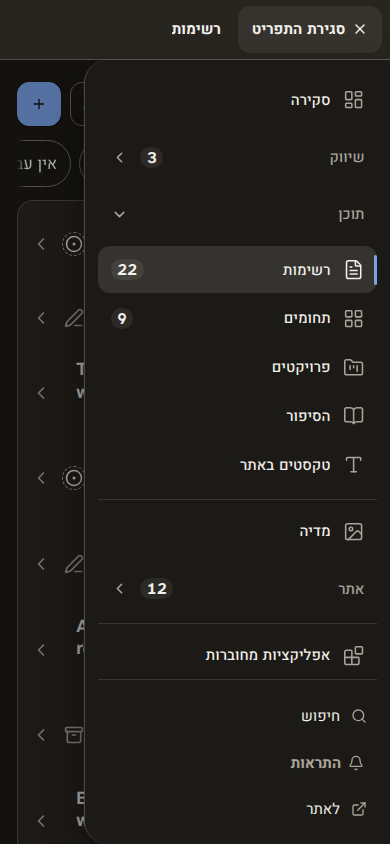 סגירת התפריט
רשימות
סקירה
שיווק 3
תוכן
רשימות 22
תחומים 9
פרויקטים
הסיפור
טקסטים באתר
מדיה
אתר 12
אפליקציות מחוברות
חיפוש
התראות
לאתר
אין